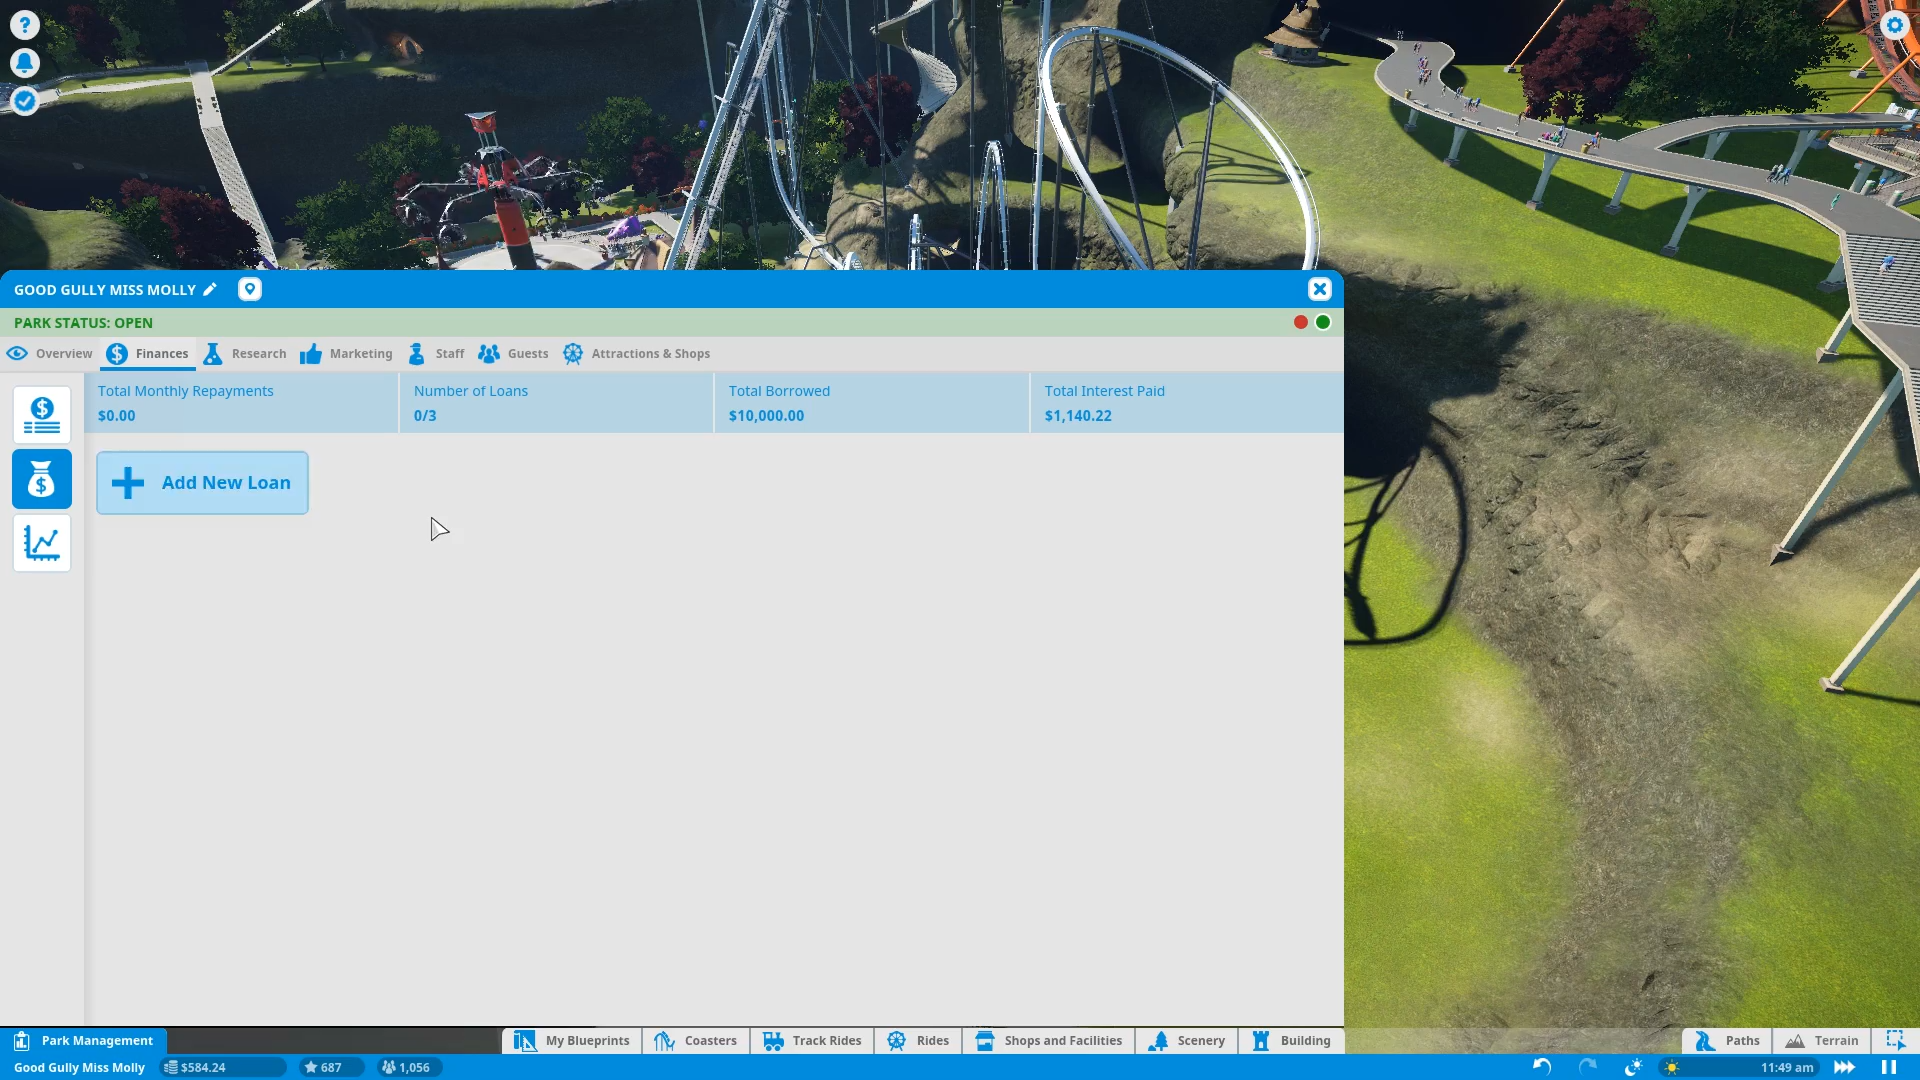 GOOD GULLY MISS MOLLY
PARK STATUS: OPEN
Overview Finances Research Marketing Staff Guests Attractions & Shops
Total Monthly Repayments Number of Loans Total Borrowed Total Interest Paid
$0.00 0/3 $10,000.00 $1,140.22
Add New Loan
Park Management My Blueprints Coasters Track Rides Rides Shops and Facilities Scenery Building Paths Terrain
Good Gully Miss Molly $584.24 687 1,056 11:49 am